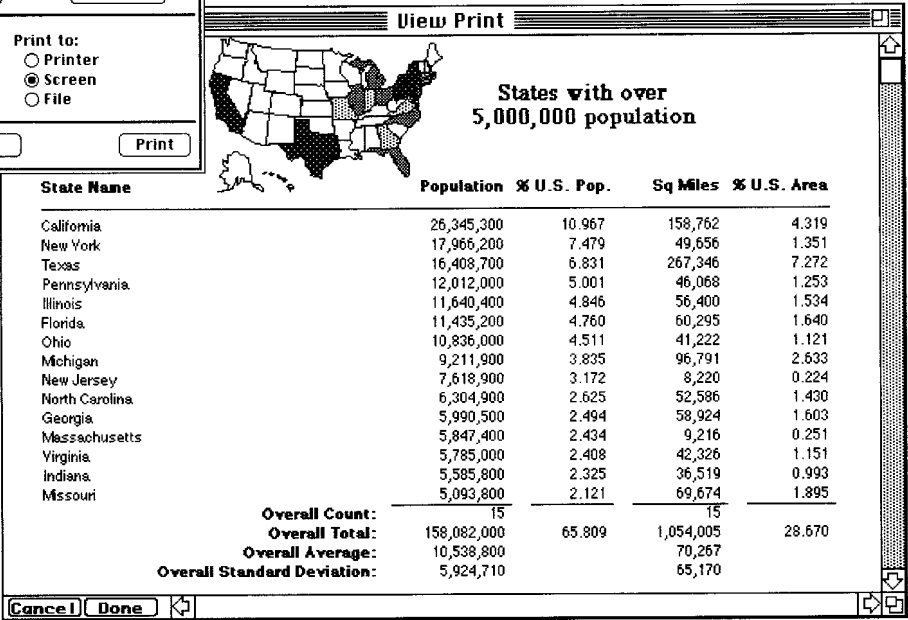 View Print
Print to:
Printer
Screen
File
Print
States with over
5,000,000 population
State Name Population % U.S. Pop. Sq Miles % U.S. Area
California 26,345,300 10.967 158,762 4.319
New York 17,966,200 7.479 49,656 1.351
Texas 16,408,700 6.831 267,346 7.272
Pennsylvania 12,012,000 5.001 46,068 1.253
Illinois 11,640,400 4.846 56,400 1.534
Florida 11,435,200 4.760 60,295 1.640
Ohio 10,836,000 4.511 41,222 1.121
Michigan 9,211,900 3.835 96,791 2.633
New Jersey 7,618,900 3.172 8,220 0.224
North Carolina 6,304,900 2.625 52,586 1.430
Georgia 5,990,500 2.494 58,924 1.603
Massachusetts 5,847,400 2.434 9,216 0.251
Virginia 5,785,000 2.408 42,326 1.151
Indiana 5,585,800 2.325 36,519 0.993
Missouri 5,093,800 2.121 69,674 1.895
Overall Count: 15 15
Overall Total: 158,082,000 65.809 1,054,005 28.670
Overall Average: 10,538,800 70,267
Overall Standard Deviation: 5,924,710 65,170
Cancel Done